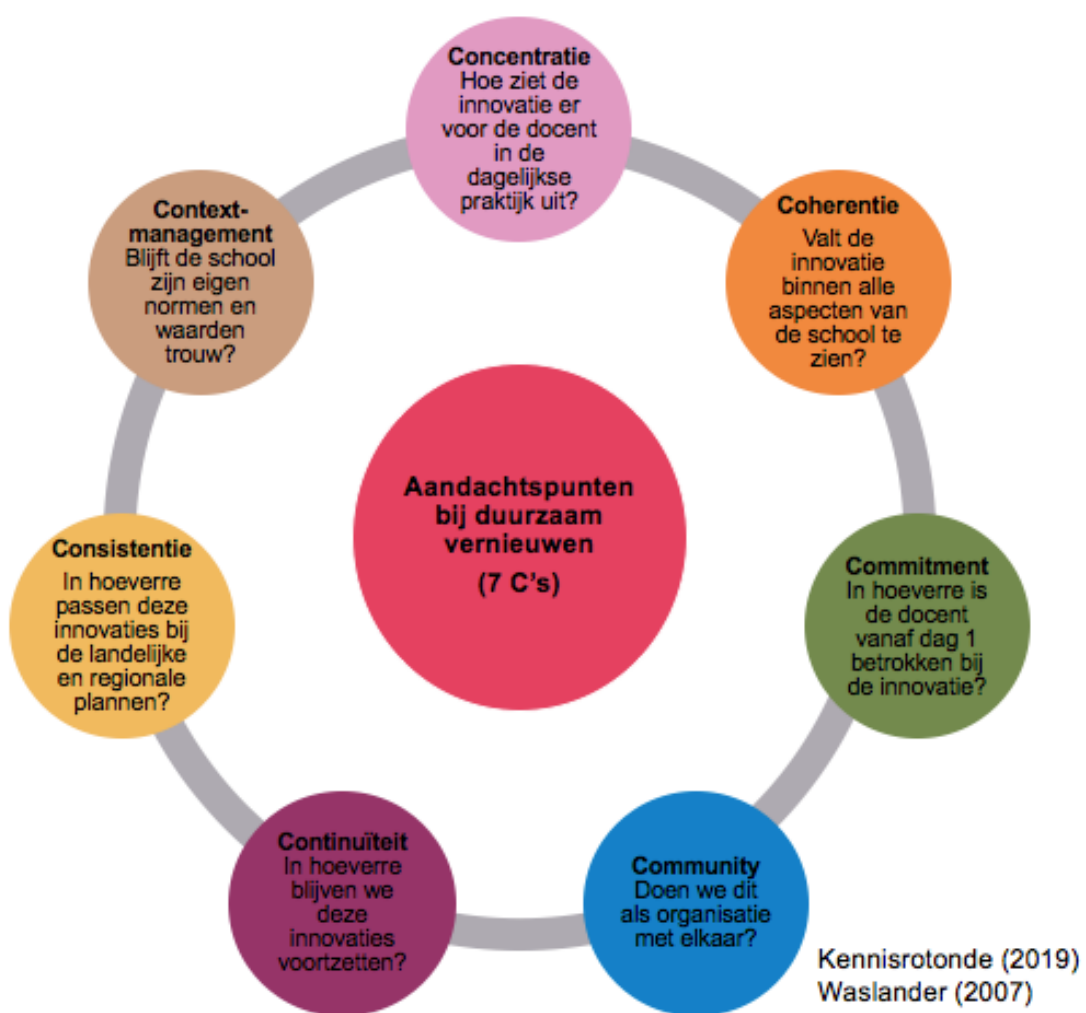 Concentratie
Hoe ziet de
innovatie er
voor de docent
in de
dagelijkse
praktijk uit?
Coherentie
Valt de
innovatie
binnen alle
aspecten van
de school te
zien?
Commitment
In hoeverre is
de docent
vanaf dag 1
betrokken bij
de innovatie?
Community
Doen we dit
als organisatie
met elkaar?
Continuïteit
In hoeverre
blijven we
deze
innovaties
voortzetten?
Consistentie
In hoeverre
passen deze
innovaties bij
de landelijke
en regionale
plannen?
Context-
management
Blijft de school
zijn eigen
normen en
waarden
trouw?
Aandachtspunten
bij duurzaam
vernieuwen
(7 C's)
Kennisrotonde (2019)
Waslander (2007)